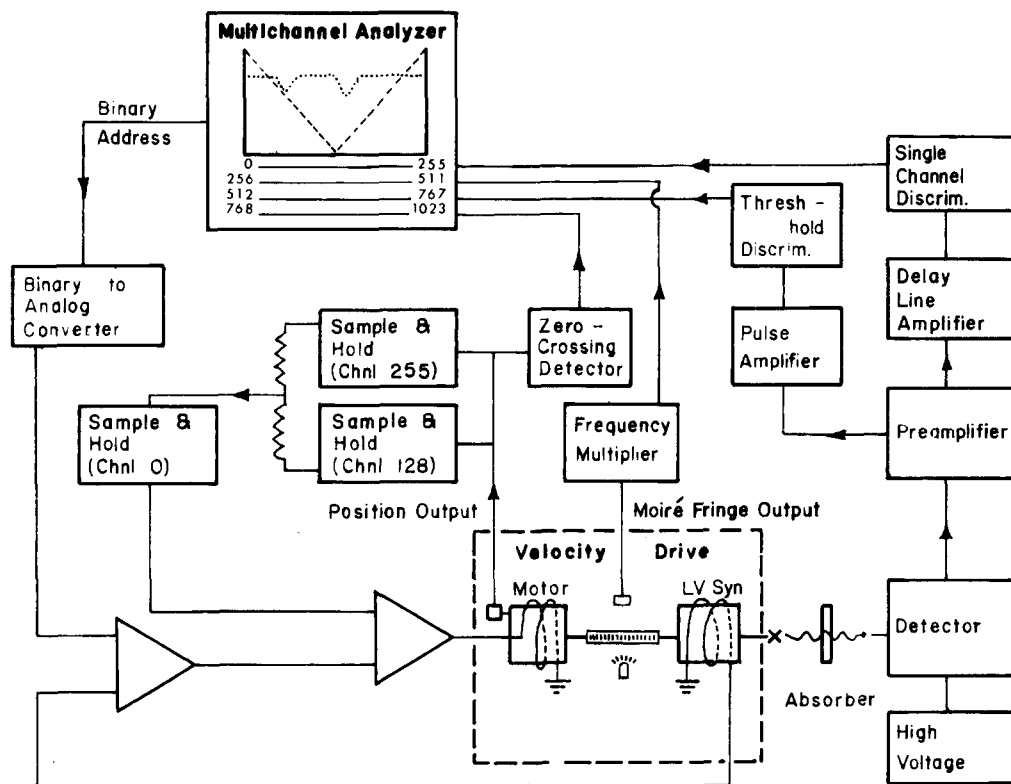 Multichannel Analyzer
Binary
Address
0 255
256 511
512 767
768 1023
Single
Channel
Discrim.
Thresh -
hold
Discrim.
Binary to
Analog
Converter
Sample &
Hold
(Chnl 255)
Zero -
Crossing
Detector
Delay
Line
Amplifier
Pulse
Amplifier
Sample &
Hold
(Chnl 0)
Sample &
Hold
(Chnl 128)
Frequency
Multiplier
Preamplifier
Position Output
Moiré Fringe Output
Velocity Drive
Motor
LV Syn
Detector
Absorber
High
Voltage